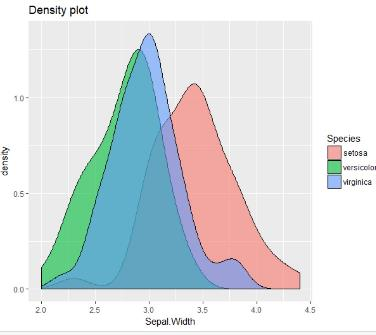 Density plot
density
1.0
0.5
0.0
2.0 2.5 3.0 3.5 4.0 4.5
Sepal.Width
Species
setosa
versicolor
virginica